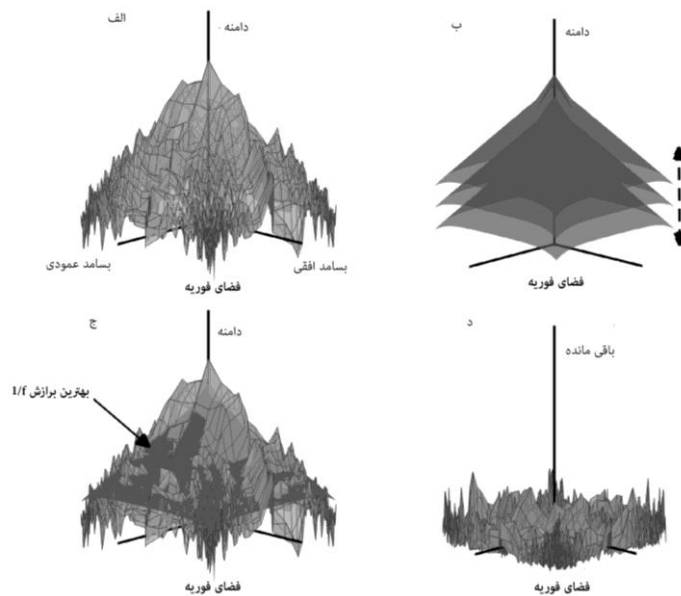 الف
دامنه
بسامد عمودی
بسامد افقی
فضای فوریه
ب
دامنه
فضای فوریه
ج
دامنه
بهترین برازش 1/f
فضای فوریه
د
باقی مانده
فضای فوریه